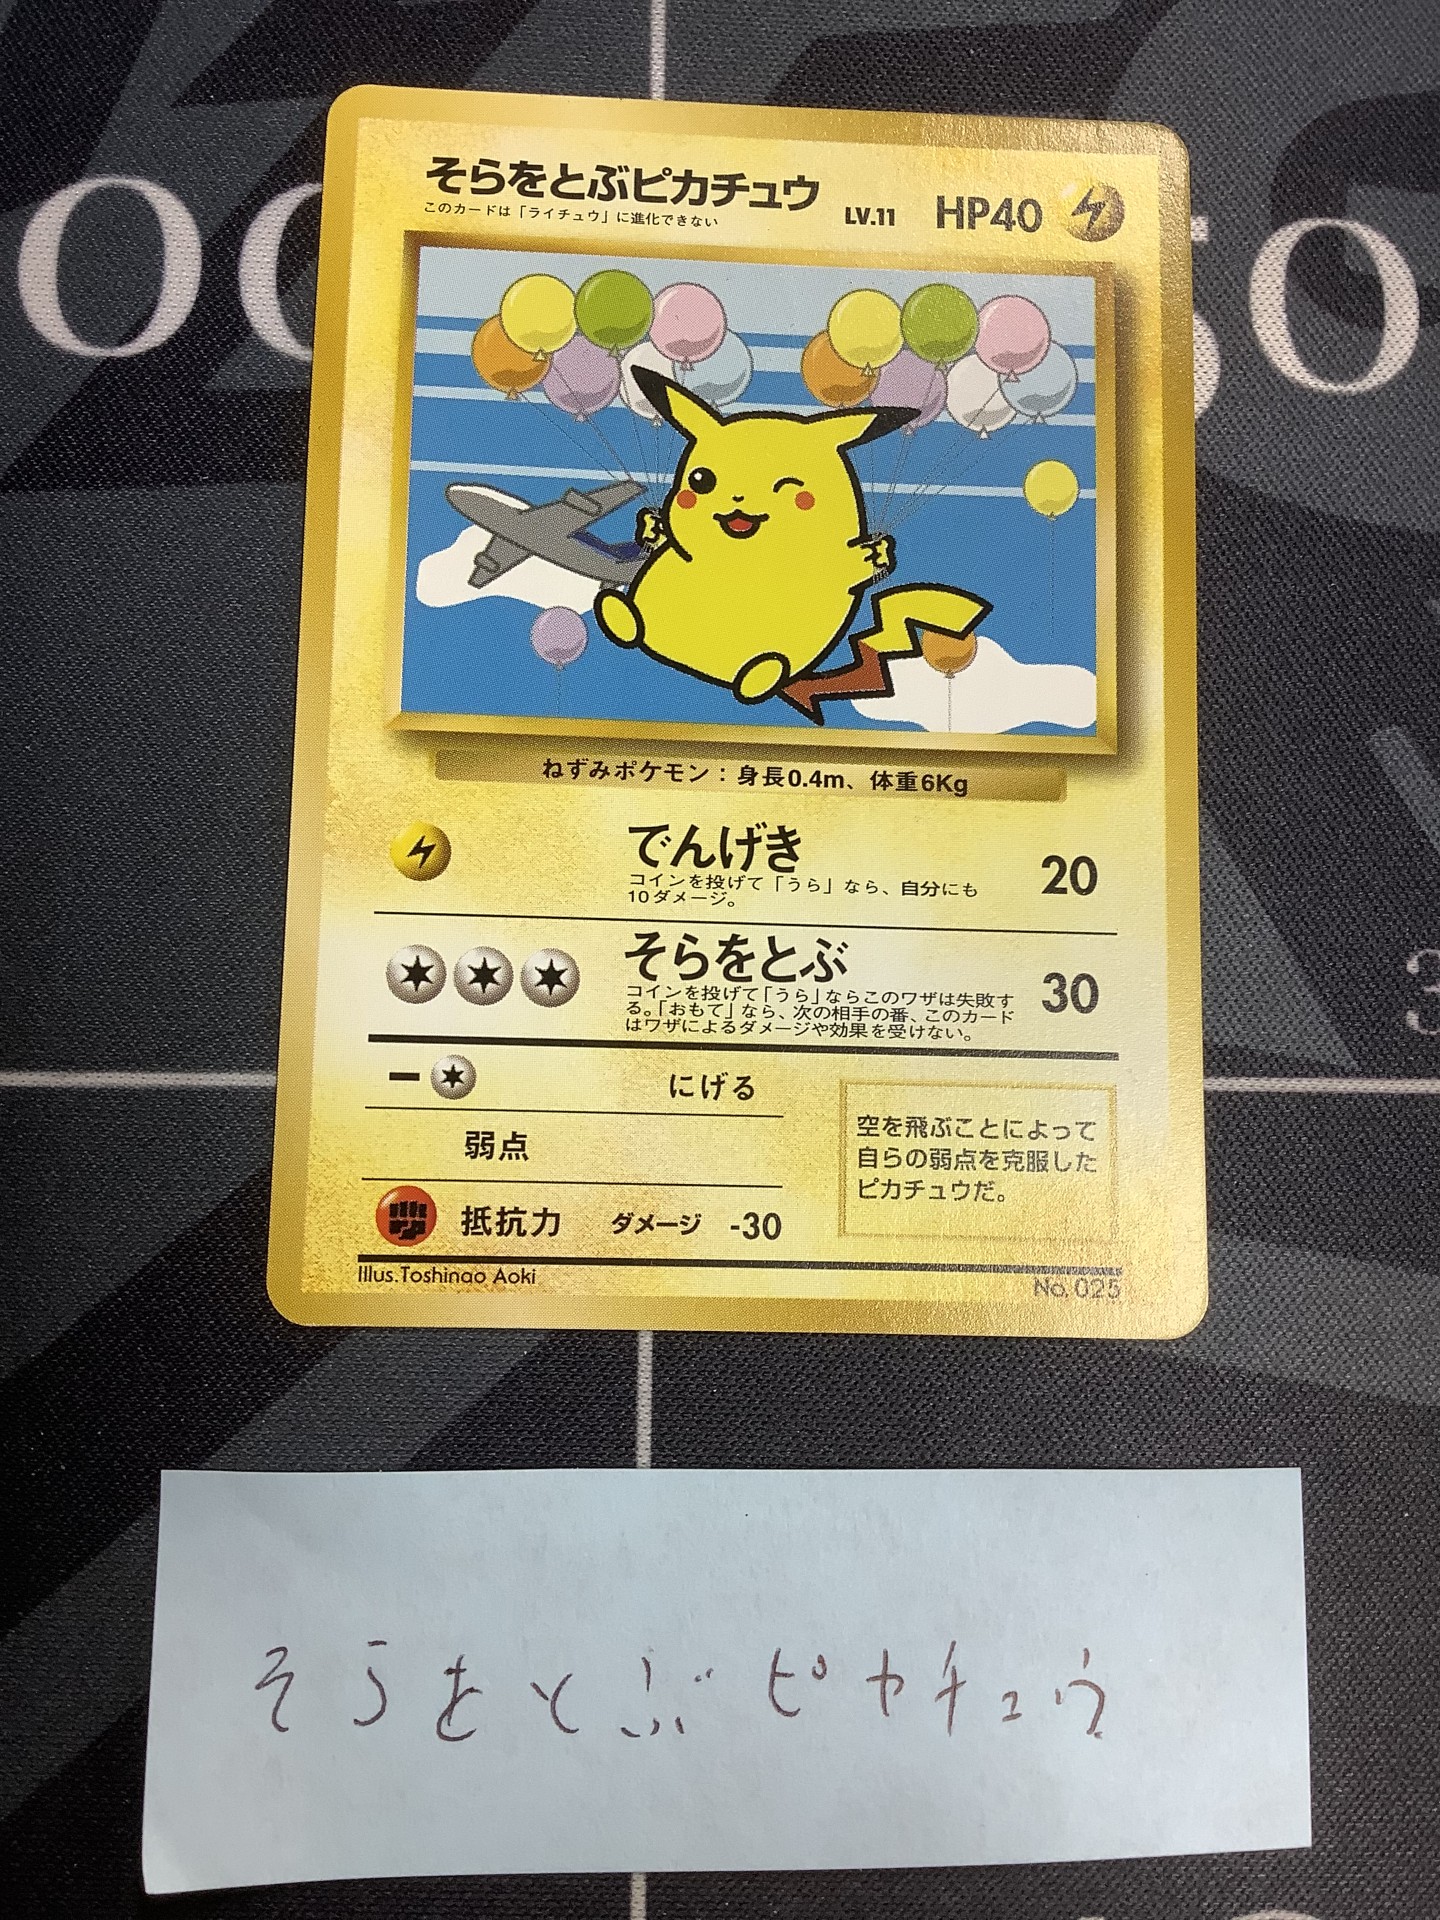 そらをとぶピカチュウ
このカードは「ライチュウ」に進化できない
LV.11 HP40
ねずみポケモン：身長0.4m、体重6Kg
でんげき 20
コインを投げて「うら」なら、自分にも
10ダメージ。
そらをとぶ 30
コインを投げて「うら」ならこのワザは失敗す
る。「おもて」なら、次の相手の番、このカード
はワザによるダメージや効果を受けない。
− にげる
弱点
抵抗力 ダメージ -30
空を飛ぶことによって
自らの弱点を克服した
ピカチュウだ。
Illus.Toshinao Aoki
No. 025
そらをとぶピカチュウ